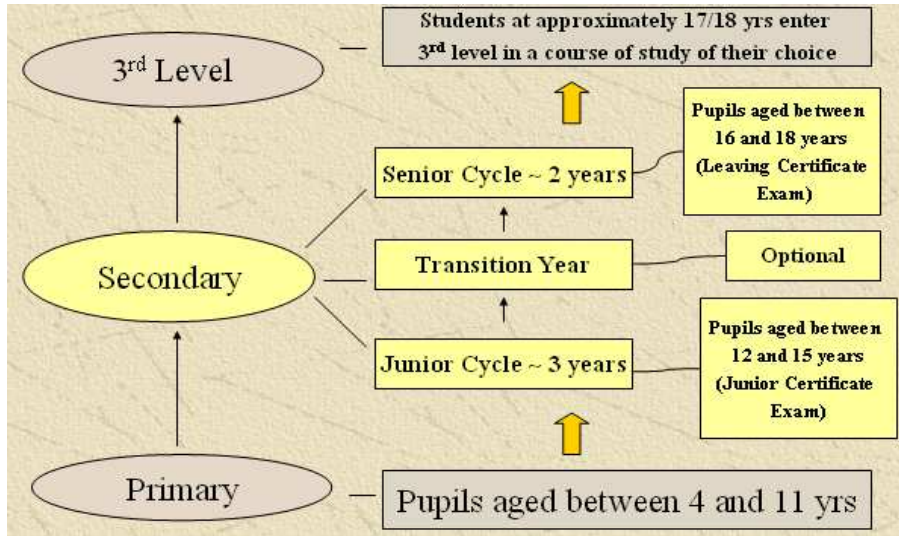 Students at approximately 17/18 yrs enter
3rd level in a course of study of their choice
3rd Level
Pupils aged between
16 and 18 years
(Leaving Certificate
Exam)
Senior Cycle ~ 2 years
Secondary
Transition Year
Optional
Pupils aged between
12 and 15 years
(Junior Certificate
Exam)
Junior Cycle ~ 3 years
Primary
Pupils aged between 4 and 11 yrs